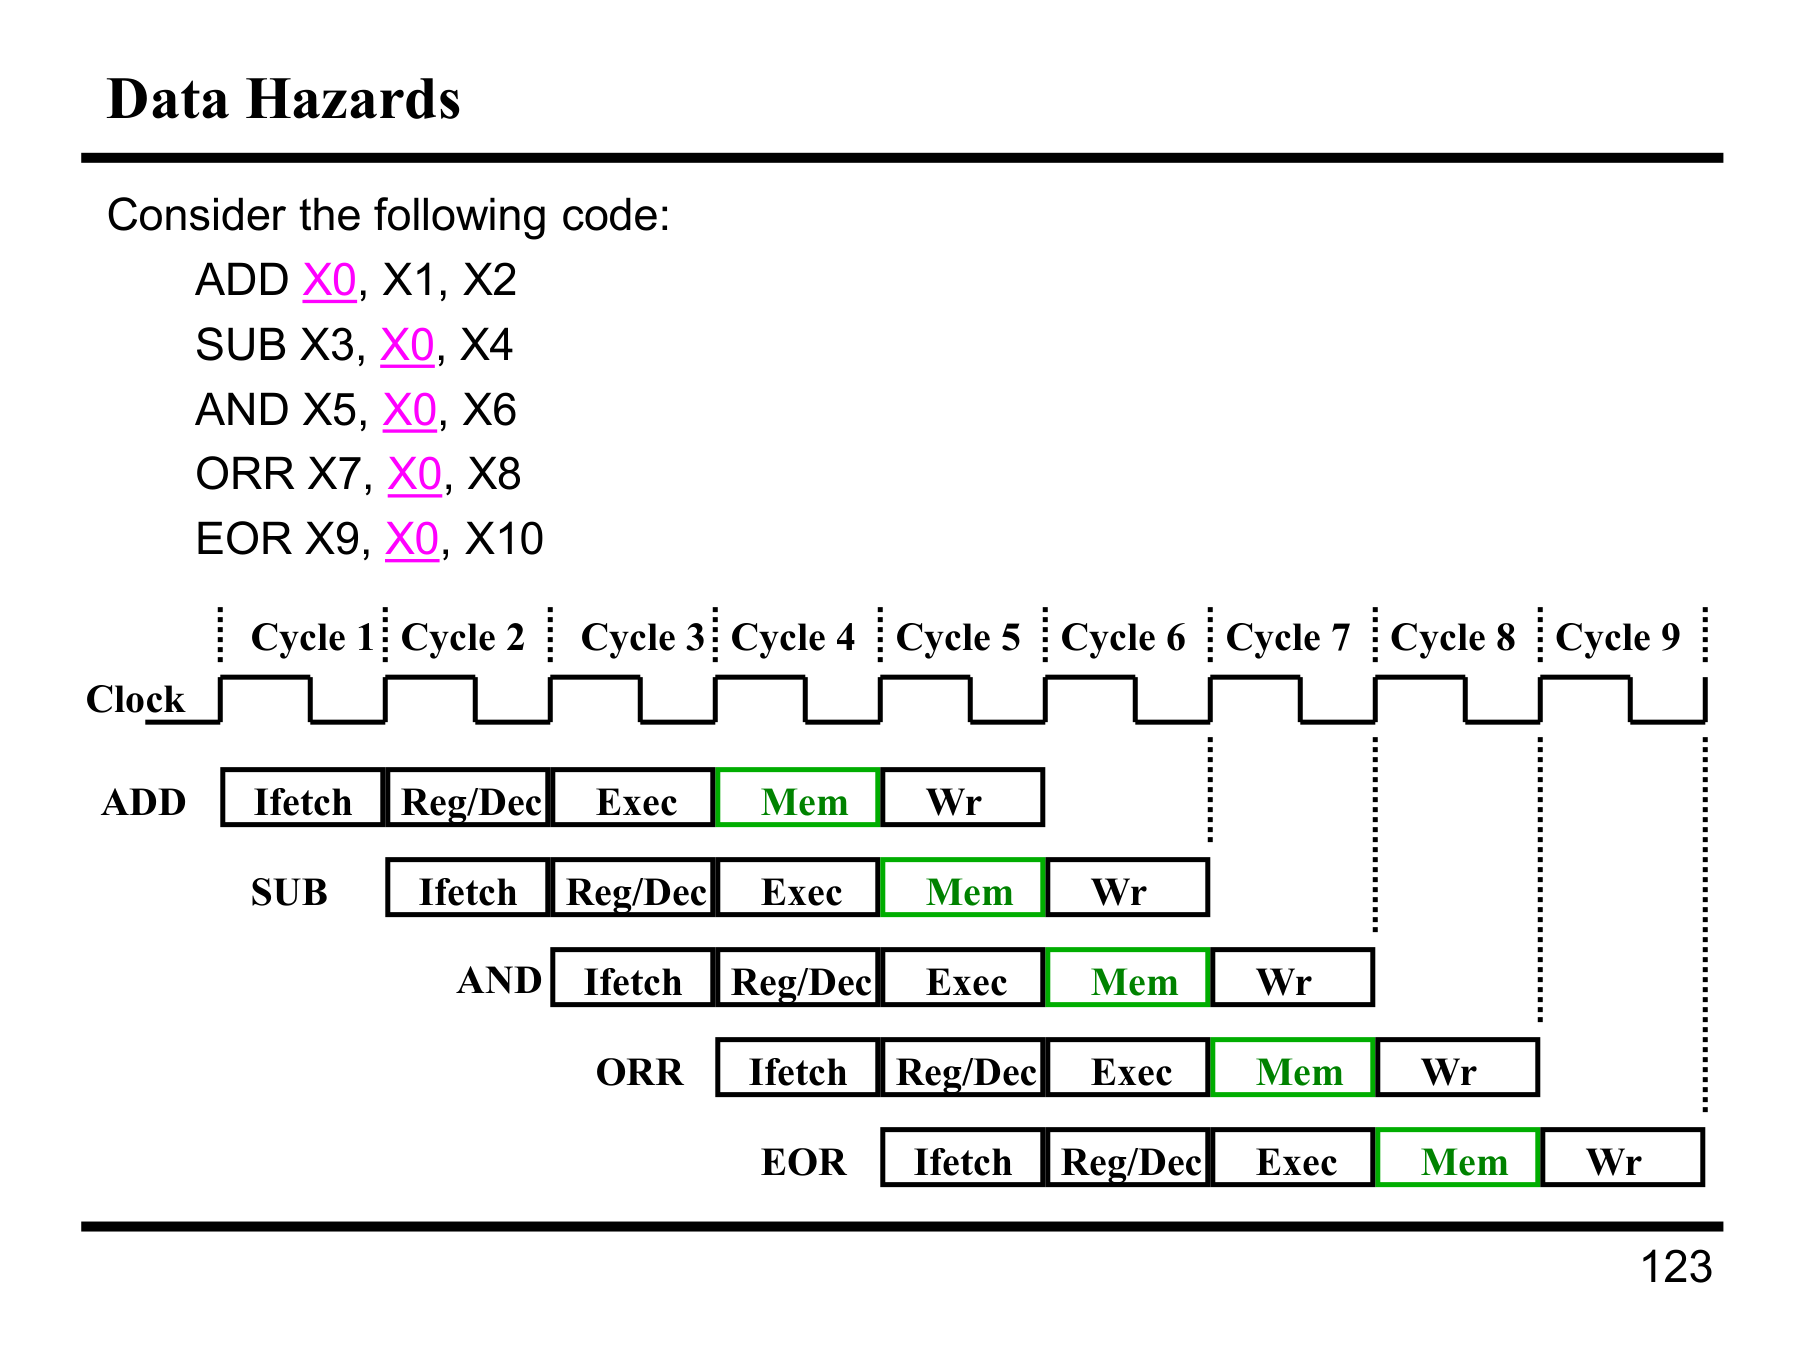 Data Hazards
Consider the following code:
ADD X0, X1, X2
SUB X3, X0, X4
AND X5, X0, X6
ORR X7, X0, X8
EOR X9, X0, X10
Cycle 1 Cycle 2 Cycle 3 Cycle 4 Cycle 5 Cycle 6 Cycle 7 Cycle 8 Cycle 9
Clock
ADD Ifetch Reg/Dec Exec Mem Wr
SUB Ifetch Reg/Dec Exec Mem Wr
AND Ifetch Reg/Dec Exec Mem Wr
ORR Ifetch Reg/Dec Exec Mem Wr
EOR Ifetch Reg/Dec Exec Mem Wr
123